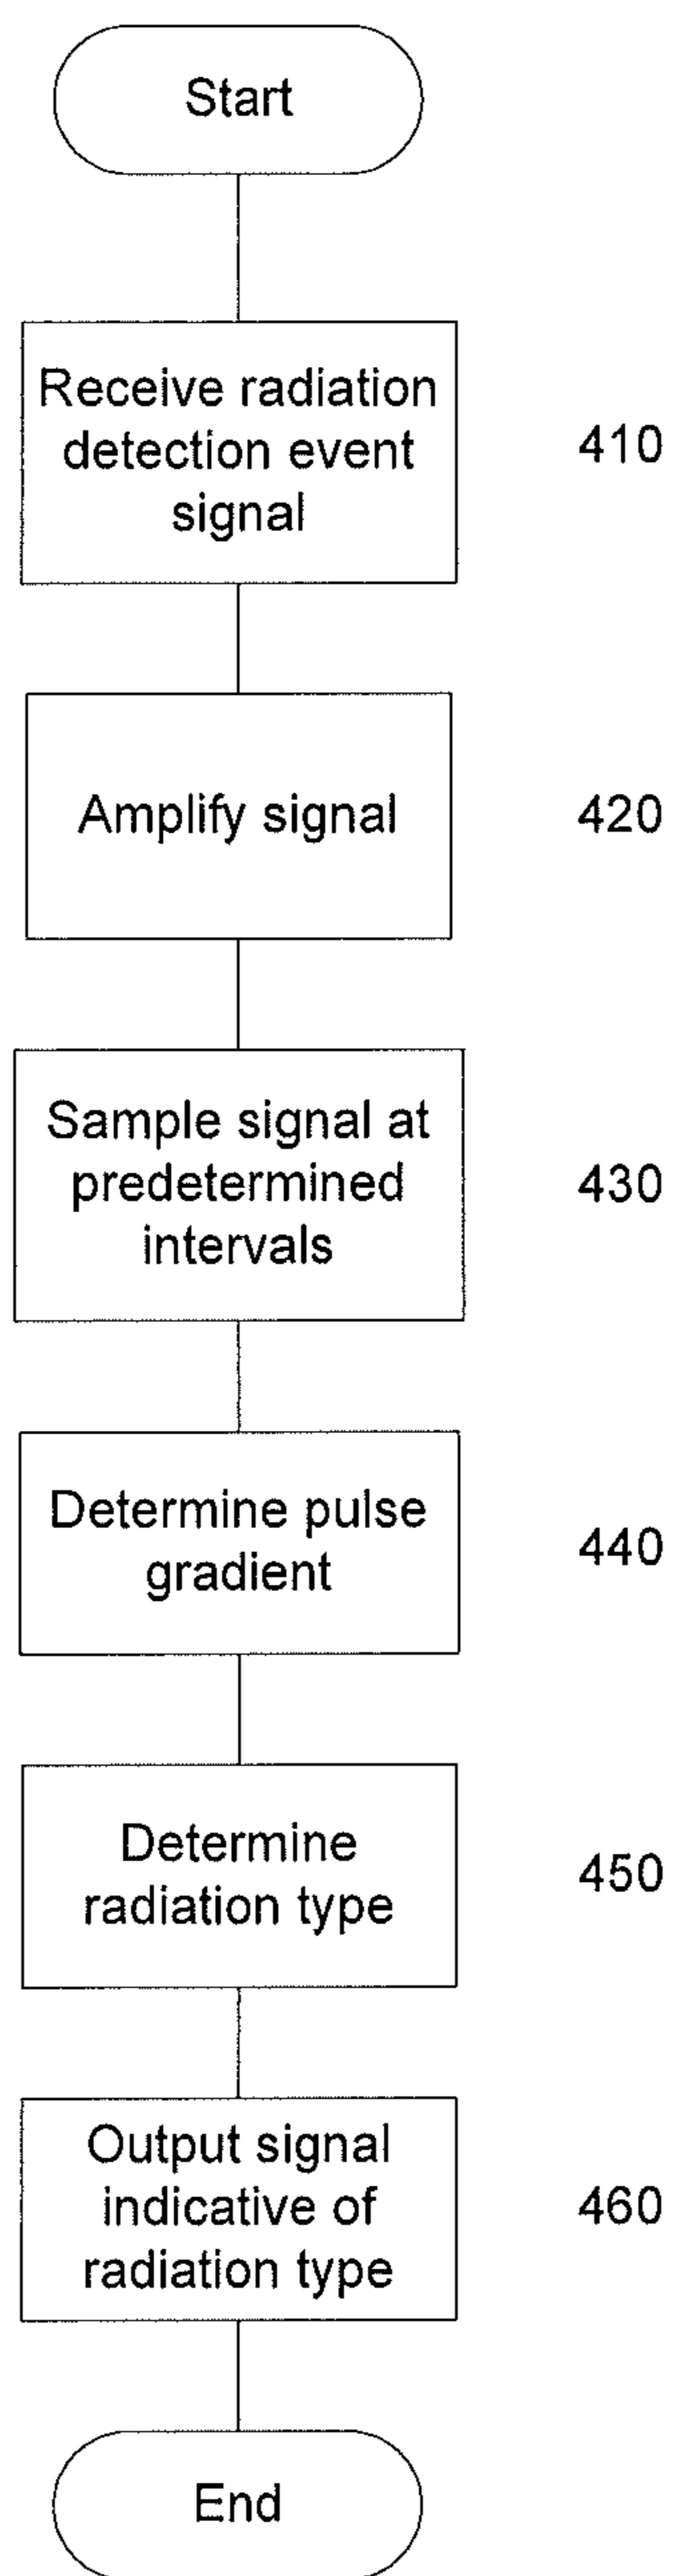 Start
Receive radiation
detection event
signal
410
Amplify signal
420
Sample signal at
predetermined
intervals
430
Determine pulse
gradient
440
Determine
radiation type
450
Output signal
indicative of
radiation type
460
End